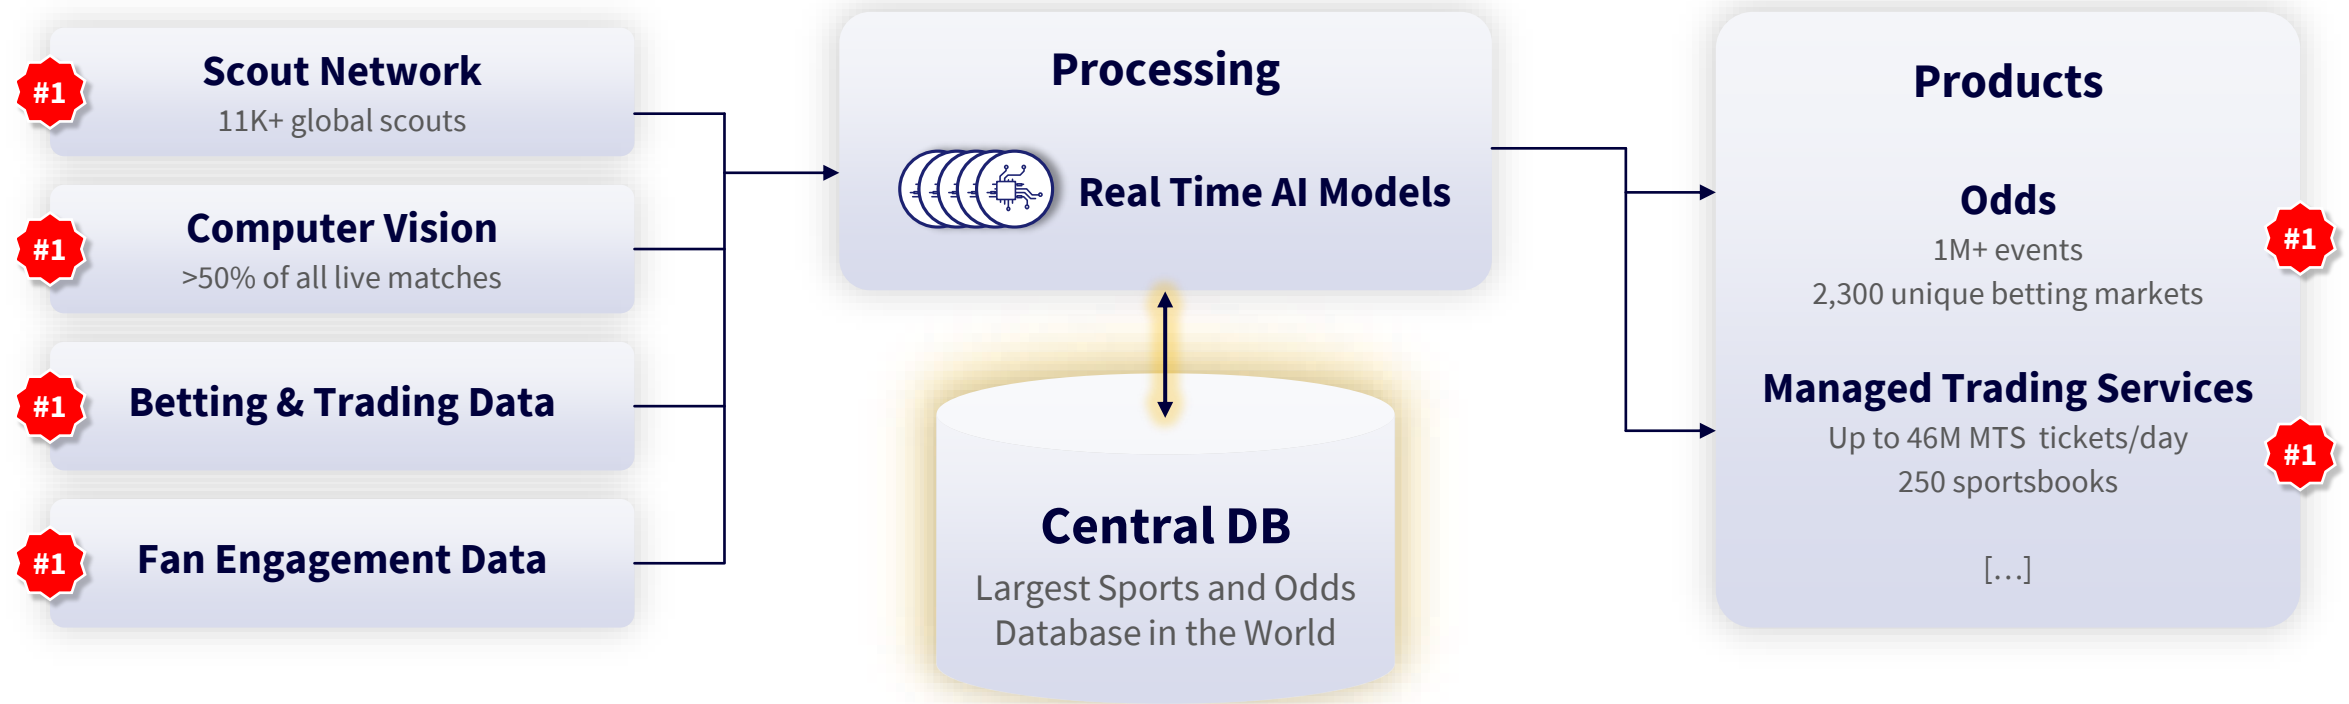 #1
Scout Network
11K+ global scouts
#1
Computer Vision
>50% of all live matches
#1
Betting & Trading Data
#1
Fan Engagement Data
Processing
Real Time AI Models
Central DB
Largest Sports and Odds
Database in the World
Products
Odds
1M+ events
2,300 unique betting markets
#1
Managed Trading Services
Up to 46M MTS tickets/day
250 sportsbooks
#1
[...]